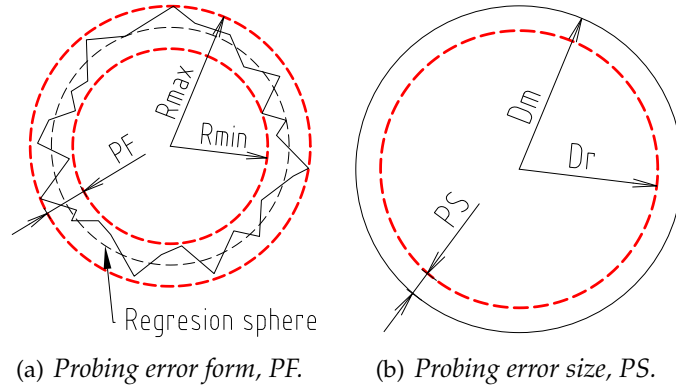 Rmax
Rmin
PF
Regresion sphere
Dm
Dr
PS
(a) Probing error form, PF.
(b) Probing error size, PS.